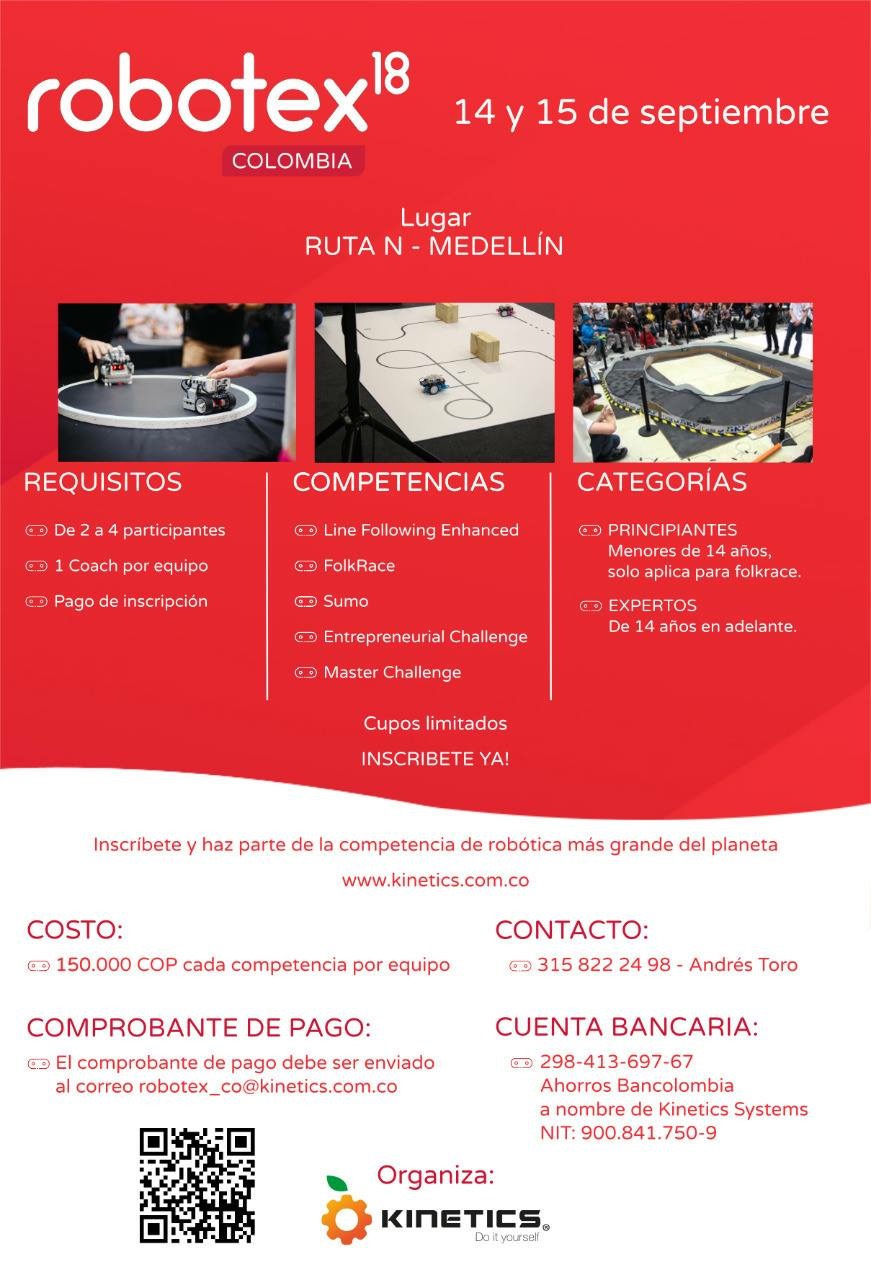 robotex18
COLOMBIA
14 y 15 de septiembre
Lugar
RUTA N - MEDELLÍN
REQUISITOS
De 2 a 4 participantes
1 Coach por equipo
Pago de inscripción
COMPETENCIAS
Line Following Enhanced
FolkRace
Sumo
Entrepreneurial Challenge
Master Challenge
CATEGORÍAS
PRINCIPIANTES
Menores de 14 años,
solo aplica para folkrace.
EXPERTOS
De 14 años en adelante.
Cupos limitados
INSCRIBETE YA!
Inscríbete y haz parte de la competencia de robótica más grande del planeta
www.kinetics.com.co
COSTO:
150.000 COP cada competencia por equipo
CONTACTO:
315 822 24 98 - Andrés Toro
COMPROBANTE DE PAGO:
El comprobante de pago debe ser enviado
al correo robotex_co@kinetics.com.co
CUENTA BANCARIA:
298-413-697-67
Ahorros Bancolombia
a nombre de Kinetics Systems
NIT: 900.841.750-9
Organiza:
KINETICS®
Do it yourself